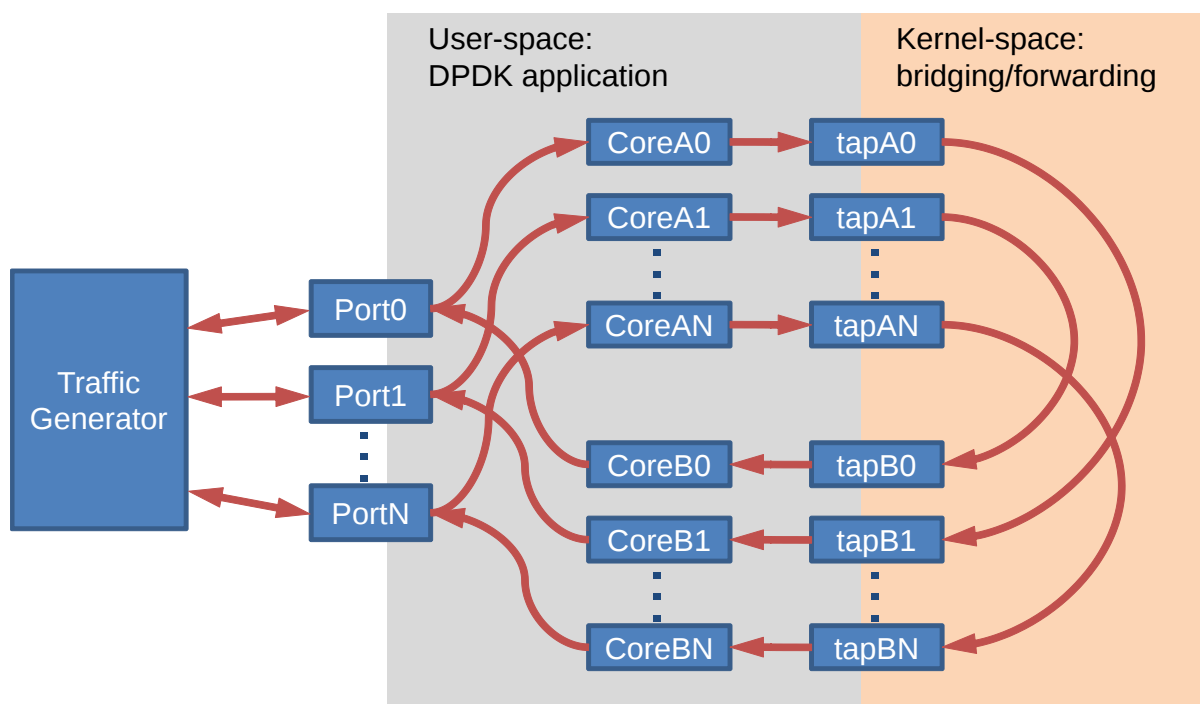 User-space:
DPDK application
Kernel-space:
bridging/forwarding
CoreA0
tapA0
CoreA1
tapA1
Port0
CoreAN
tapAN
Traffic
Generator
Port1
CoreB0
tapB0
PortN
CoreB1
tapB1
CoreBN
tapBN